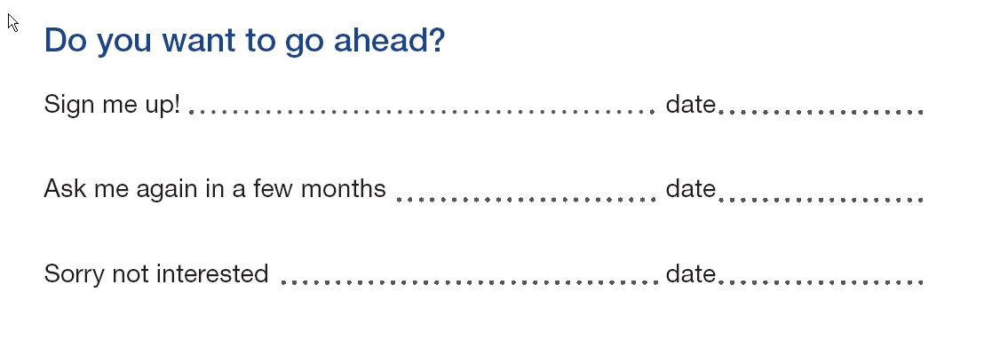 Do you want to go ahead?
Sign me up! ............................................ date...................
Ask me again in a few months ........................ date...................
Sorry not interested ................................... date...................